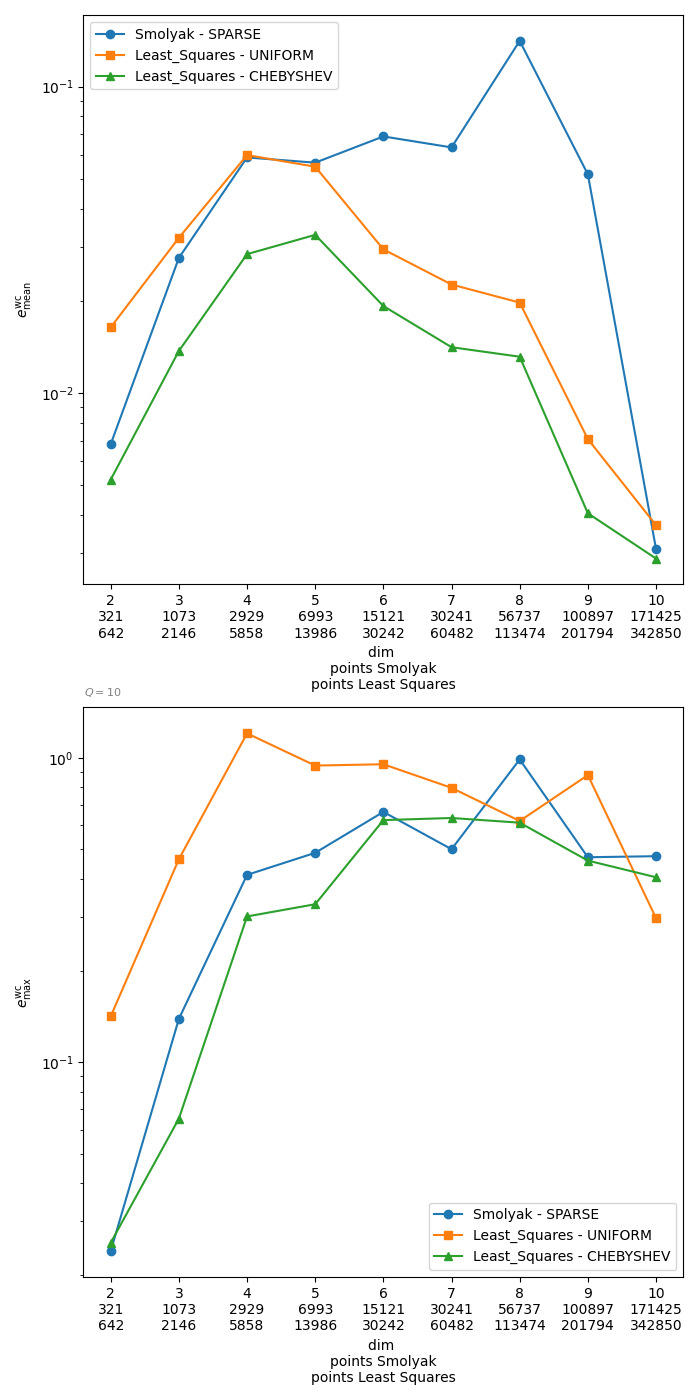 Smolyak - SPARSE
Least_Squares - UNIFORM
Least_Squares - CHEBYSHEV
10⁻¹
10⁻²
e^wc_mean
2 3 4 5 6 7 8 9 10
321 1073 2929 6993 15121 30241 56737 100897 171425
642 2146 5858 13986 30242 60482 113474 201794 342850
dim
points Smolyak
points Least Squares
Q = 10
10⁰
10⁻¹
e^wc_max
Smolyak - SPARSE
Least_Squares - UNIFORM
Least_Squares - CHEBYSHEV
2 3 4 5 6 7 8 9 10
321 1073 2929 6993 15121 30241 56737 100897 171425
642 2146 5858 13986 30242 60482 113474 201794 342850
dim
points Smolyak
points Least Squares